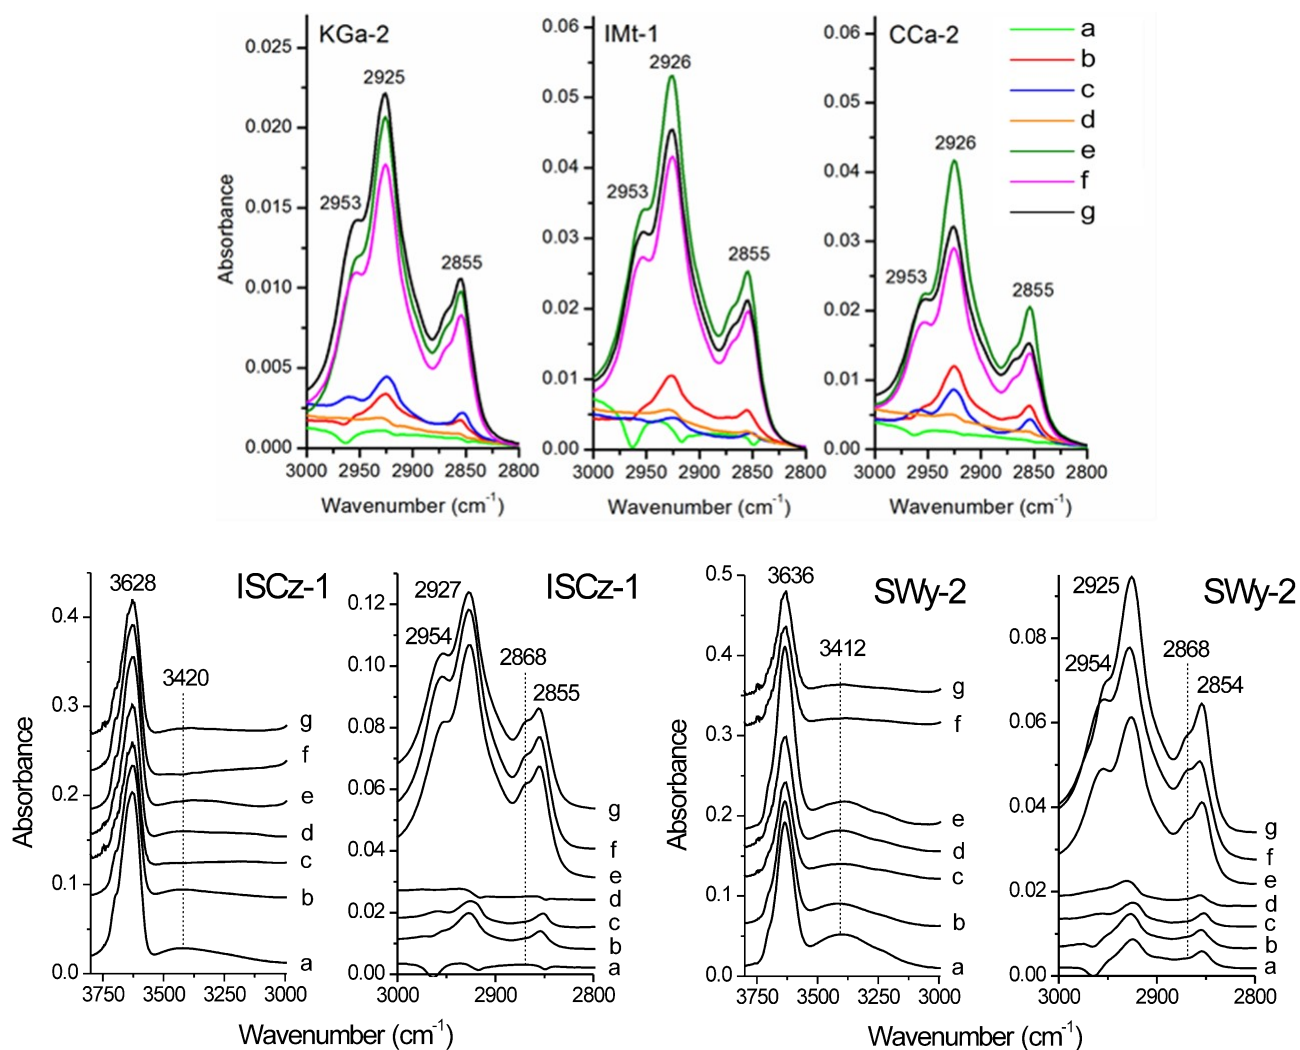 KGa-2
IMt-1
CCa-2
a
b
c
d
e
f
g
Absorbance
0.025
0.020
0.015
0.010
0.005
0.000
2925
2953
2855
3000 2950 2900 2850 2800
Wavenumber (cm-1)
0.06
0.05
0.04
0.03
0.02
0.01
0.00
2926
2953
2855
3000 2950 2900 2850 2800
Wavenumber (cm-1)
0.06
0.05
0.04
0.03
0.02
0.01
0.00
2926
2953
2855
3000 2950 2900 2850 2800
Wavenumber (cm-1)
ISCz-1
3628
3420
Absorbance
0.4
0.3
0.2
0.1
0.0
g
f
e
d
c
b
a
3750 3500 3250 3000
ISCz-1
2927
2954
2868
2855
0.12
0.10
0.08
0.06
0.04
0.02
0.00
g
f
e
d
c
b
a
3000 2900 2800
Wavenumber (cm-1)
SWy-2
3636
3412
Absorbance
0.5
0.4
0.3
0.2
0.1
0.0
g
f
e
d
c
b
a
3750 3500 3250 3000
SWy-2
2925
2954
2868
2854
0.08
0.06
0.04
0.02
0.00
g
f
e
d
c
b
a
3000 2900 2800
Wavenumber (cm-1)